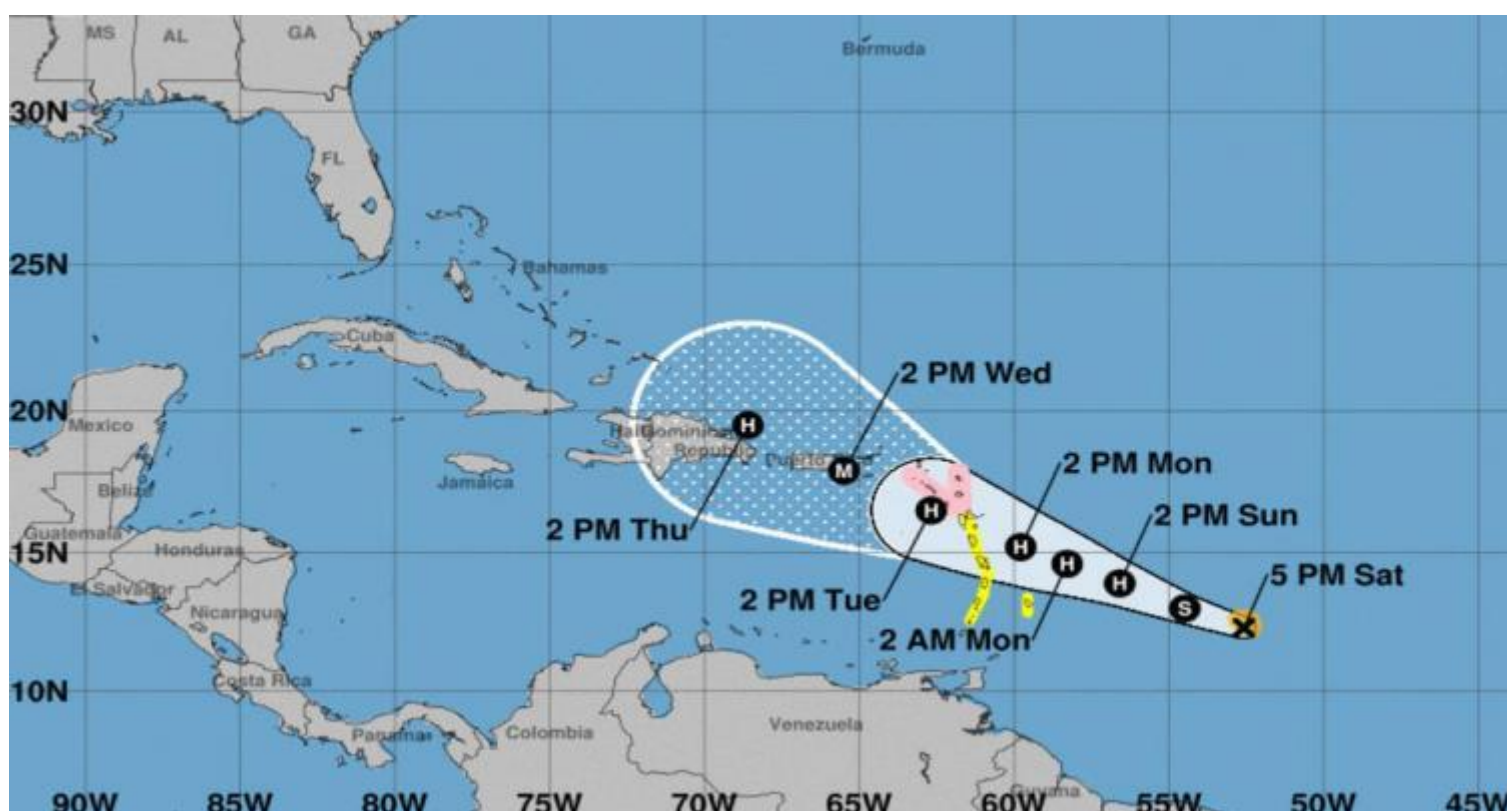 MS
AL
GA
Bermuda
30N
FL
25N
Bahamas
Cuba
2 PM Wed
20N
Mexico
Haiti
Dominican
Republic
Puerto
M
H
2 PM Mon
Jamaica
Belize
2 PM Thu
H
2 PM Sun
Guatemala
15N
Honduras
H
H
H
5 PM Sat
El Salvador
2 PM Tue
S
Nicaragua
2 AM Mon
Costa Rica
10N
Panama
Colombia
Venezuela
Guyana
90W 85W 80W 75W 70W 65W 60W 55W 50W 45W